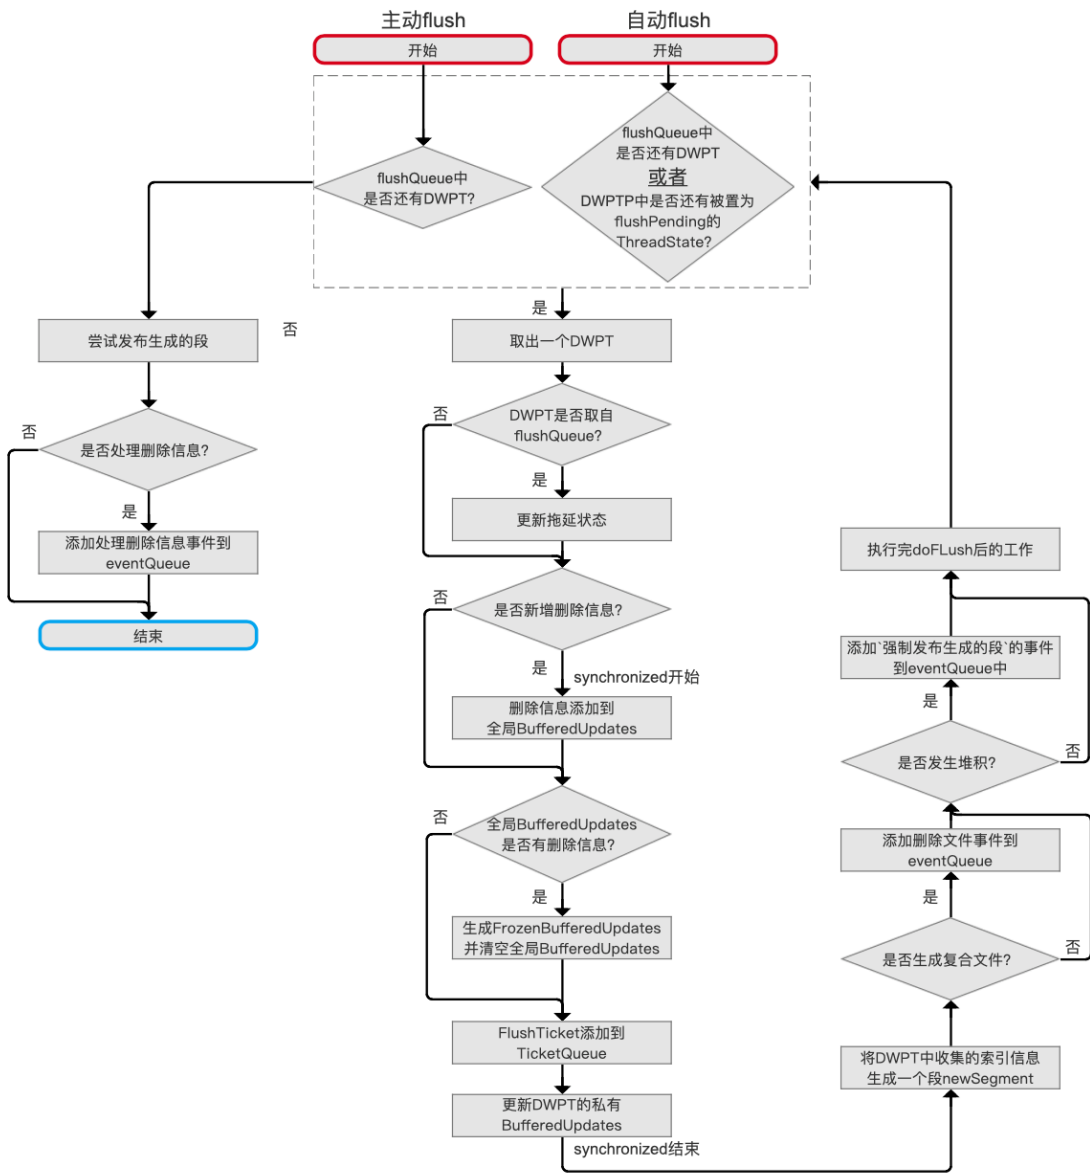 主动flush
自动flush
开始
开始
flushQueue中
是否还有DWPT?
flushQueue中
是否还有DWPT
或者
DWPTP中是否还有被置为
flushPending的
ThreadState?
是
否
尝试发布生成的段
取出一个DWPT
否
是否处理删除信息?
是
添加处理删除信息事件到
eventQueue
结束
否
DWPT是否取自
flushQueue?
是
更新拖延状态
否
是否新增删除信息?
是
synchronized开始
删除信息添加到
全局BufferedUpdates
否
全局BufferedUpdates
是否有删除信息?
是
生成FrozenBufferedUpdates
并清空全局BufferedUpdates
FlushTicket添加到
TicketQueue
更新DWPT的私有
BufferedUpdates
synchronized结束
执行完doFLush后的工作
添加`强制发布生成的段`的事件
到eventQueue中
是
否
是否发生堆积?
添加删除文件事件到
eventQueue
是
否
是否生成复合文件?
将DWPT中收集的索引信息
生成一个段newSegment